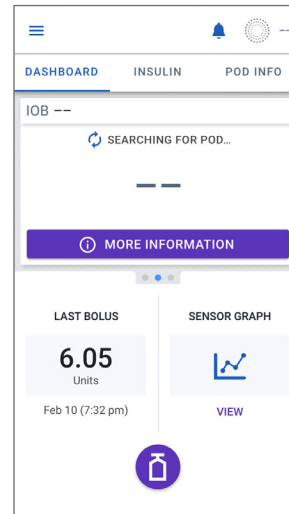 --
DASHBOARD INSULIN POD INFO
IOB --
SEARCHING FOR POD...
--
MORE INFORMATION
LAST BOLUS
6.05
Units
Feb 10 (7:32 pm)
SENSOR GRAPH
VIEW